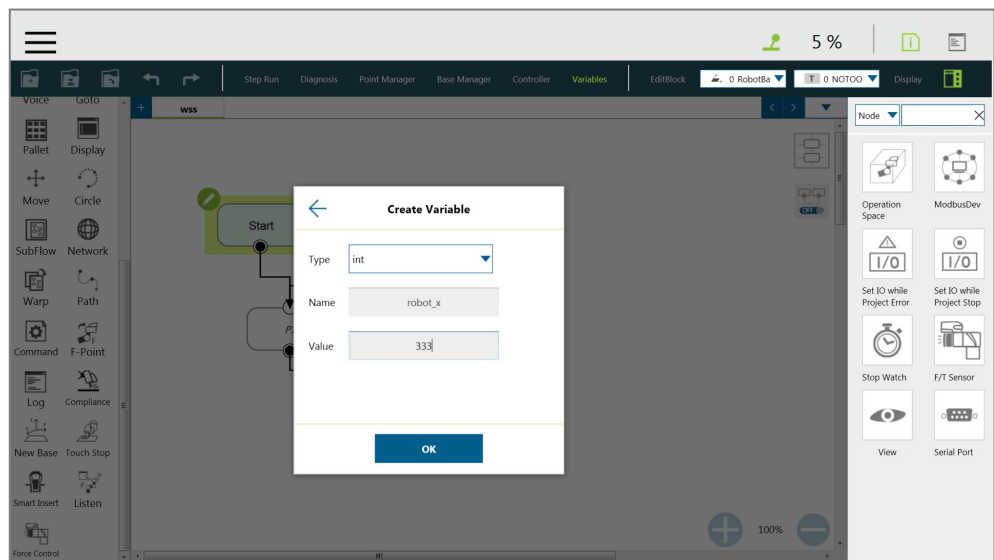 5 %
Step Run Diagnosis Point Manager Base Manager Controller Variables EditBlock 0 RobotBa T 0 NOTOO Display
Voice Goto
+ wss
Node
Pallet Display
Move Circle
SubFlow Network
Warp Path
Command F-Point
Log Compliance
New Base Touch Stop
Smart Insert Listen
Force Control
Start
OFF
Create Variable
Type int
Name robot_x
Value 333
OK
100%
Operation
Space
ModbusDev
I/O I/O
Set IO while
Project Error
Set IO while
Project Stop
Stop Watch F/T Sensor
View Serial Port